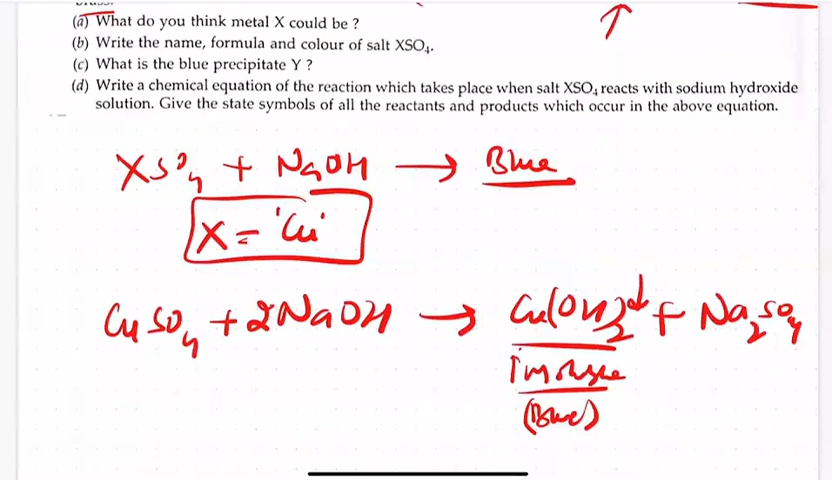 (a) What do you think metal X could be ?
(b) Write the name, formula and colour of salt XSO₄.
(c) What is the blue precipitate Y ?
(d) Write a chemical equation of the reaction which takes place when salt XSO₄ reacts with sodium hydroxide
solution. Give the state symbols of all the reactants and products which occur in the above equation.
XSO₄ + NaOH → Blue
X = 'Cu'
CuSO₄ + 2NaOH → Cu(OH)₂↓ + Na₂SO₄
(Blue)